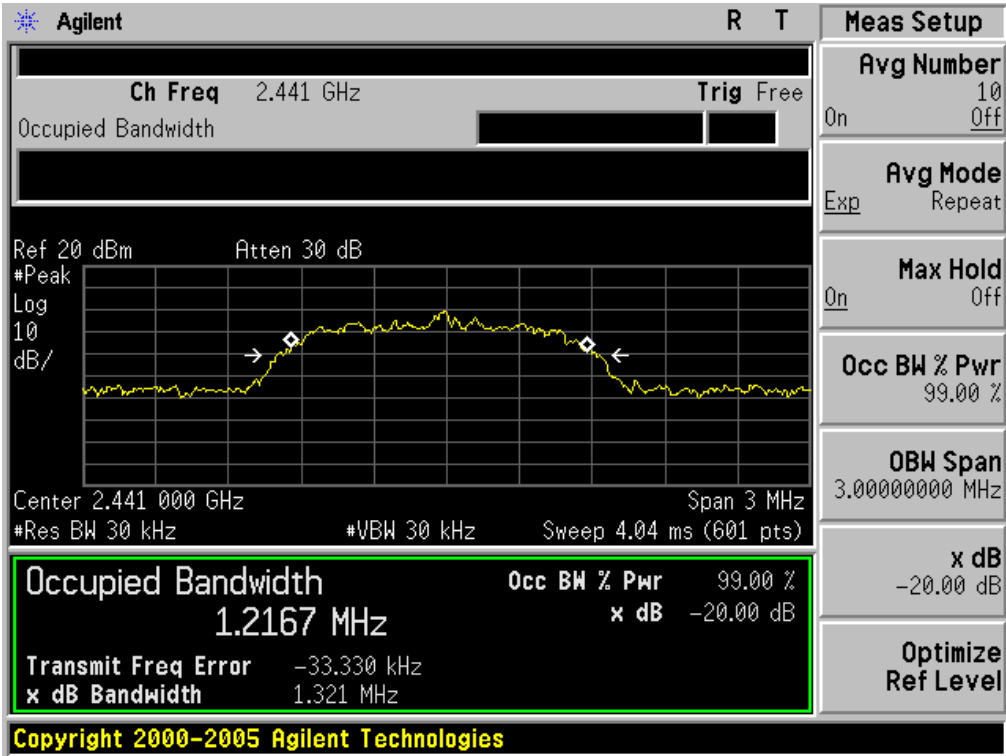 Agilent R T
Meas Setup
Ch Freq 2.441 GHz Trig Free
Occupied Bandwidth
Ref 20 dBm Atten 30 dB
#Peak
Log
10
dB/
Center 2.441 000 GHz Span 3 MHz
#Res BW 30 kHz #VBW 30 kHz Sweep 4.04 ms (601 pts)
Occupied Bandwidth
1.2167 MHz
Occ BW % Pwr 99.00 %
x dB -20.00 dB
Transmit Freq Error -33.330 kHz
x dB Bandwidth 1.321 MHz
Avg Number
10
On Off
Avg Mode
Exp Repeat
Max Hold
On Off
Occ BW % Pwr
99.00 %
OBW Span
3.00000000 MHz
x dB
-20.00 dB
Optimize
Ref Level
Copyright 2000-2005 Agilent Technologies